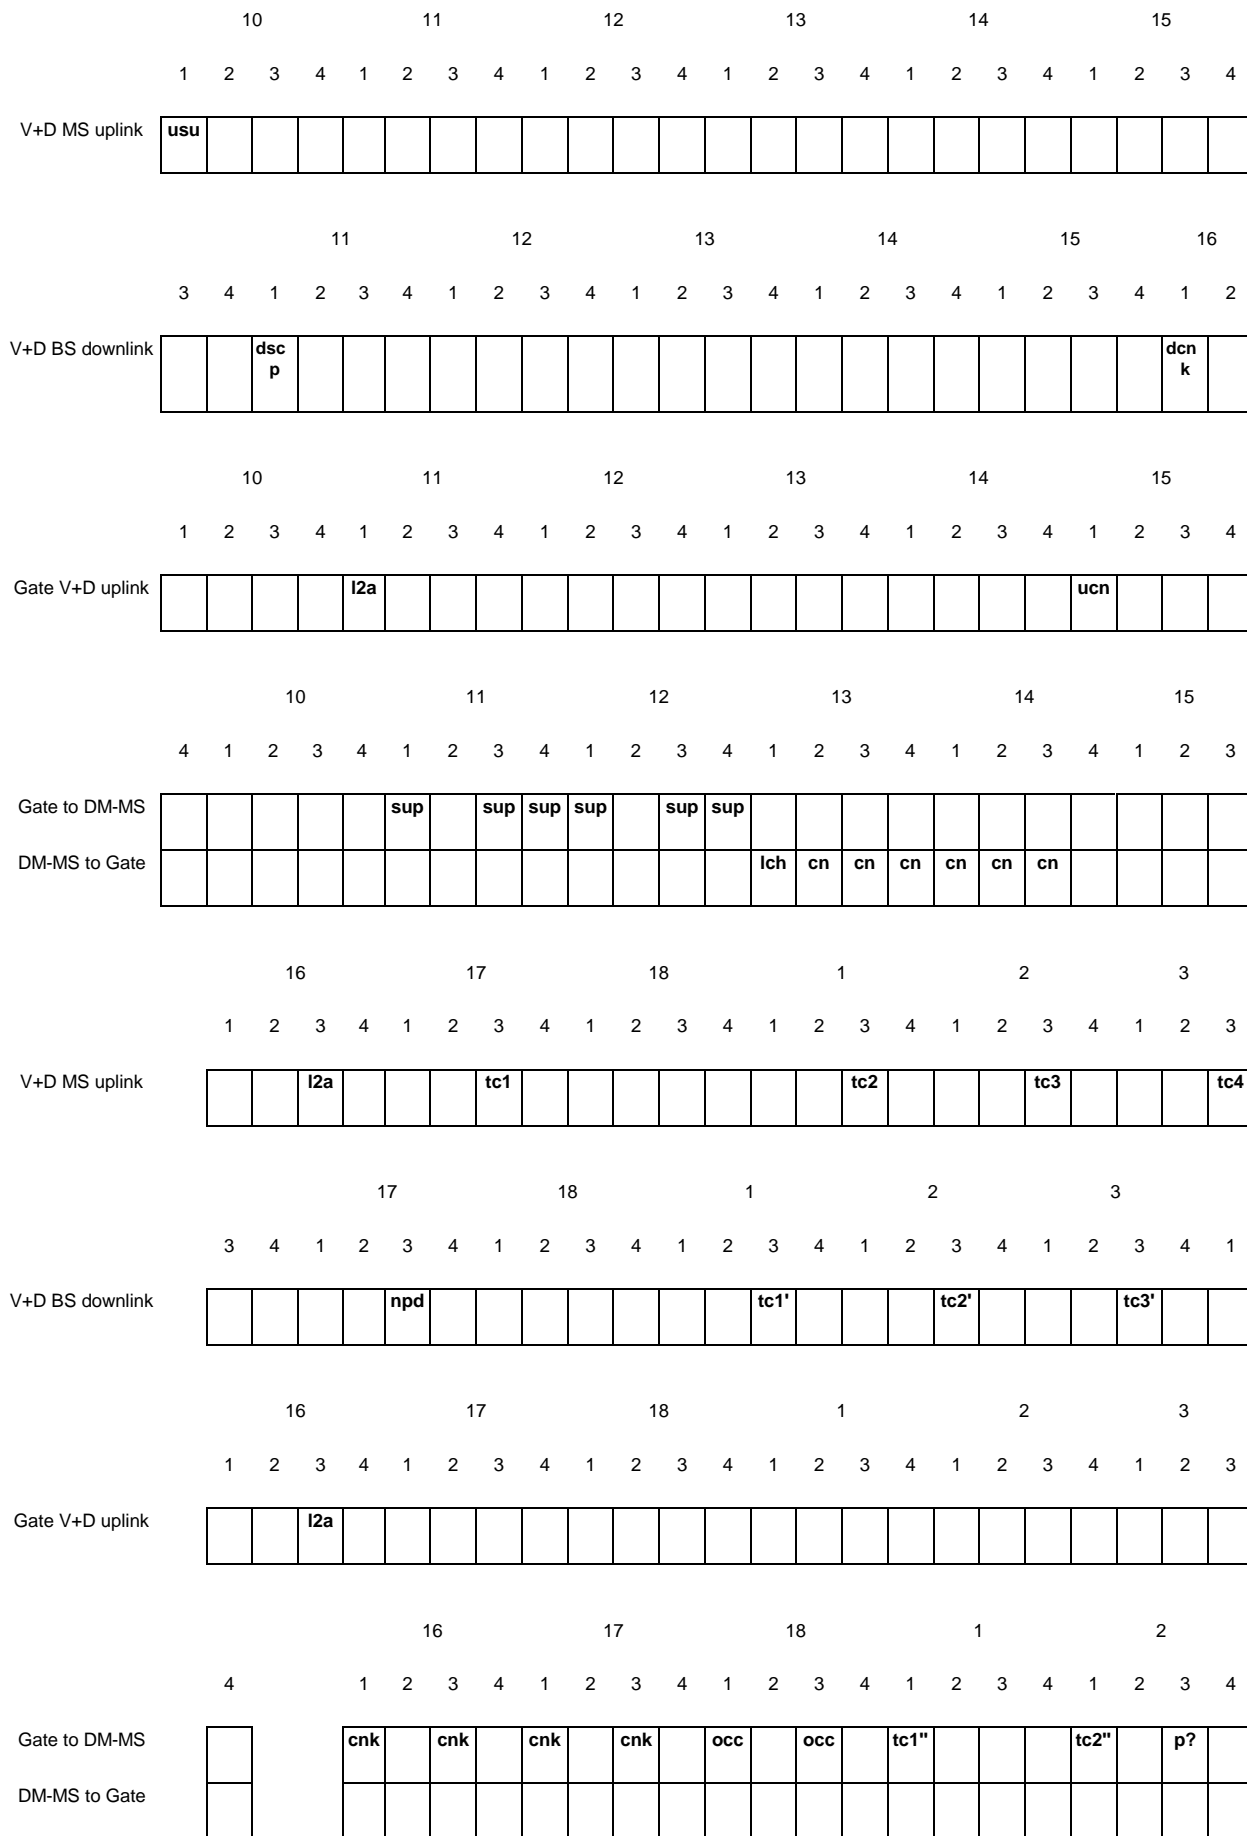 10 11 12 13 14 15
1 2 3 4 1 2 3 4 1 2 3 4 1 2 3 4 1 2 3 4 1 2 3 4
V+D MS uplink usu
11 12 13 14 15 16
3 4 1 2 3 4 1 2 3 4 1 2 3 4 1 2 3 4 1 2 3 4 1 2
V+D BS downlink dsc dcn
p k
10 11 12 13 14 15
1 2 3 4 1 2 3 4 1 2 3 4 1 2 3 4 1 2 3 4 1 2 3 4
Gate V+D uplink l2a ucn
10 11 12 13 14 15
4 1 2 3 4 1 2 3 4 1 2 3 4 1 2 3 4 1 2 3 4 1 2 3
Gate to DM-MS sup sup sup sup sup sup
DM-MS to Gate lch cn cn cn cn cn cn
16 17 18 1 2 3
1 2 3 4 1 2 3 4 1 2 3 4 1 2 3 4 1 2 3 4 1 2 3
V+D MS uplink l2a tc1 tc2 tc3 tc4
17 18 1 2 3
3 4 1 2 3 4 1 2 3 4 1 2 3 4 1 2 3 4 1 2 3 4 1
V+D BS downlink npd tc1' tc2' tc3'
16 17 18 1 2 3
1 2 3 4 1 2 3 4 1 2 3 4 1 2 3 4 1 2 3 4 1 2 3
Gate V+D uplink l2a
16 17 18 1 2
4 1 2 3 4 1 2 3 4 1 2 3 4 1 2 3 4 1 2 3 4
Gate to DM-MS cnk cnk cnk cnk occ occ tc1" tc2" p?
DM-MS to Gate